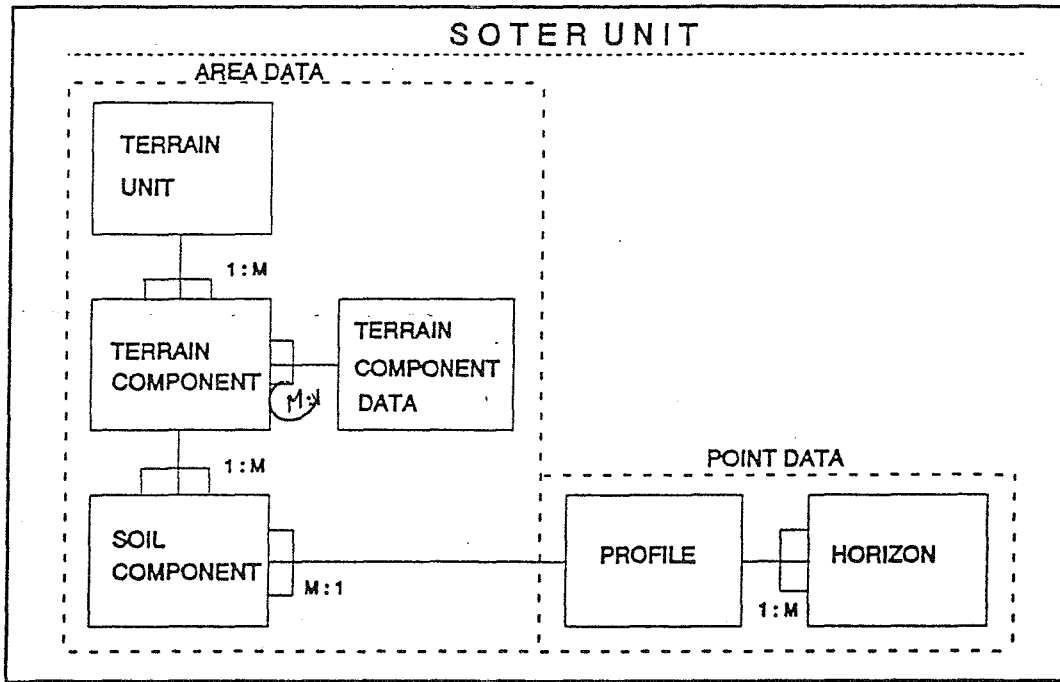 SOTER UNIT
AREA DATA
TERRAIN
UNIT
1:M
TERRAIN
COMPONENT
M:1
TERRAIN
COMPONENT
DATA
1:M
SOIL
COMPONENT
M:1
POINT DATA
PROFILE
1:M
HORIZON